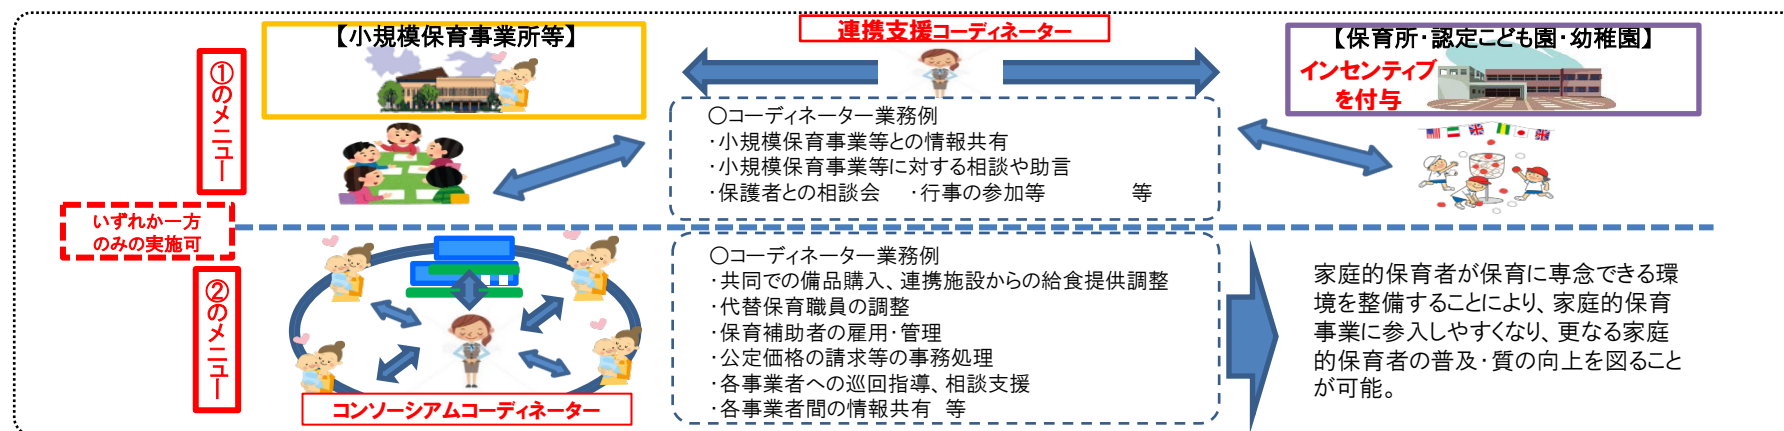 連携支援コーディネーター
①のメニュー
【小規模保育事業所等】
【保育所・認定こども園・幼稚園】
インセンティブ
を付与
○コーディネーター業務例
・小規模保育事業等との情報共有
・小規模保育事業等に対する相談や助言
・保護者との相談会　・行事の参加等　　　　等
いずれか一方
のみの実施可
②のメニュー
コンソーシアムコーディネーター
○コーディネーター業務例
・共同での備品購入、連携施設からの給食提供調整
・代替保育職員の調整
・保育補助者の雇用・管理
・公定価格の請求等の事務処理
・各事業者への巡回指導、相談支援
・各事業者間の情報共有　等
家庭的保育者が保育に専念できる環
境を整備することにより、家庭的保育
事業に参入しやすくなり、更なる家庭
的保育者の普及・質の向上を図ること
が可能。